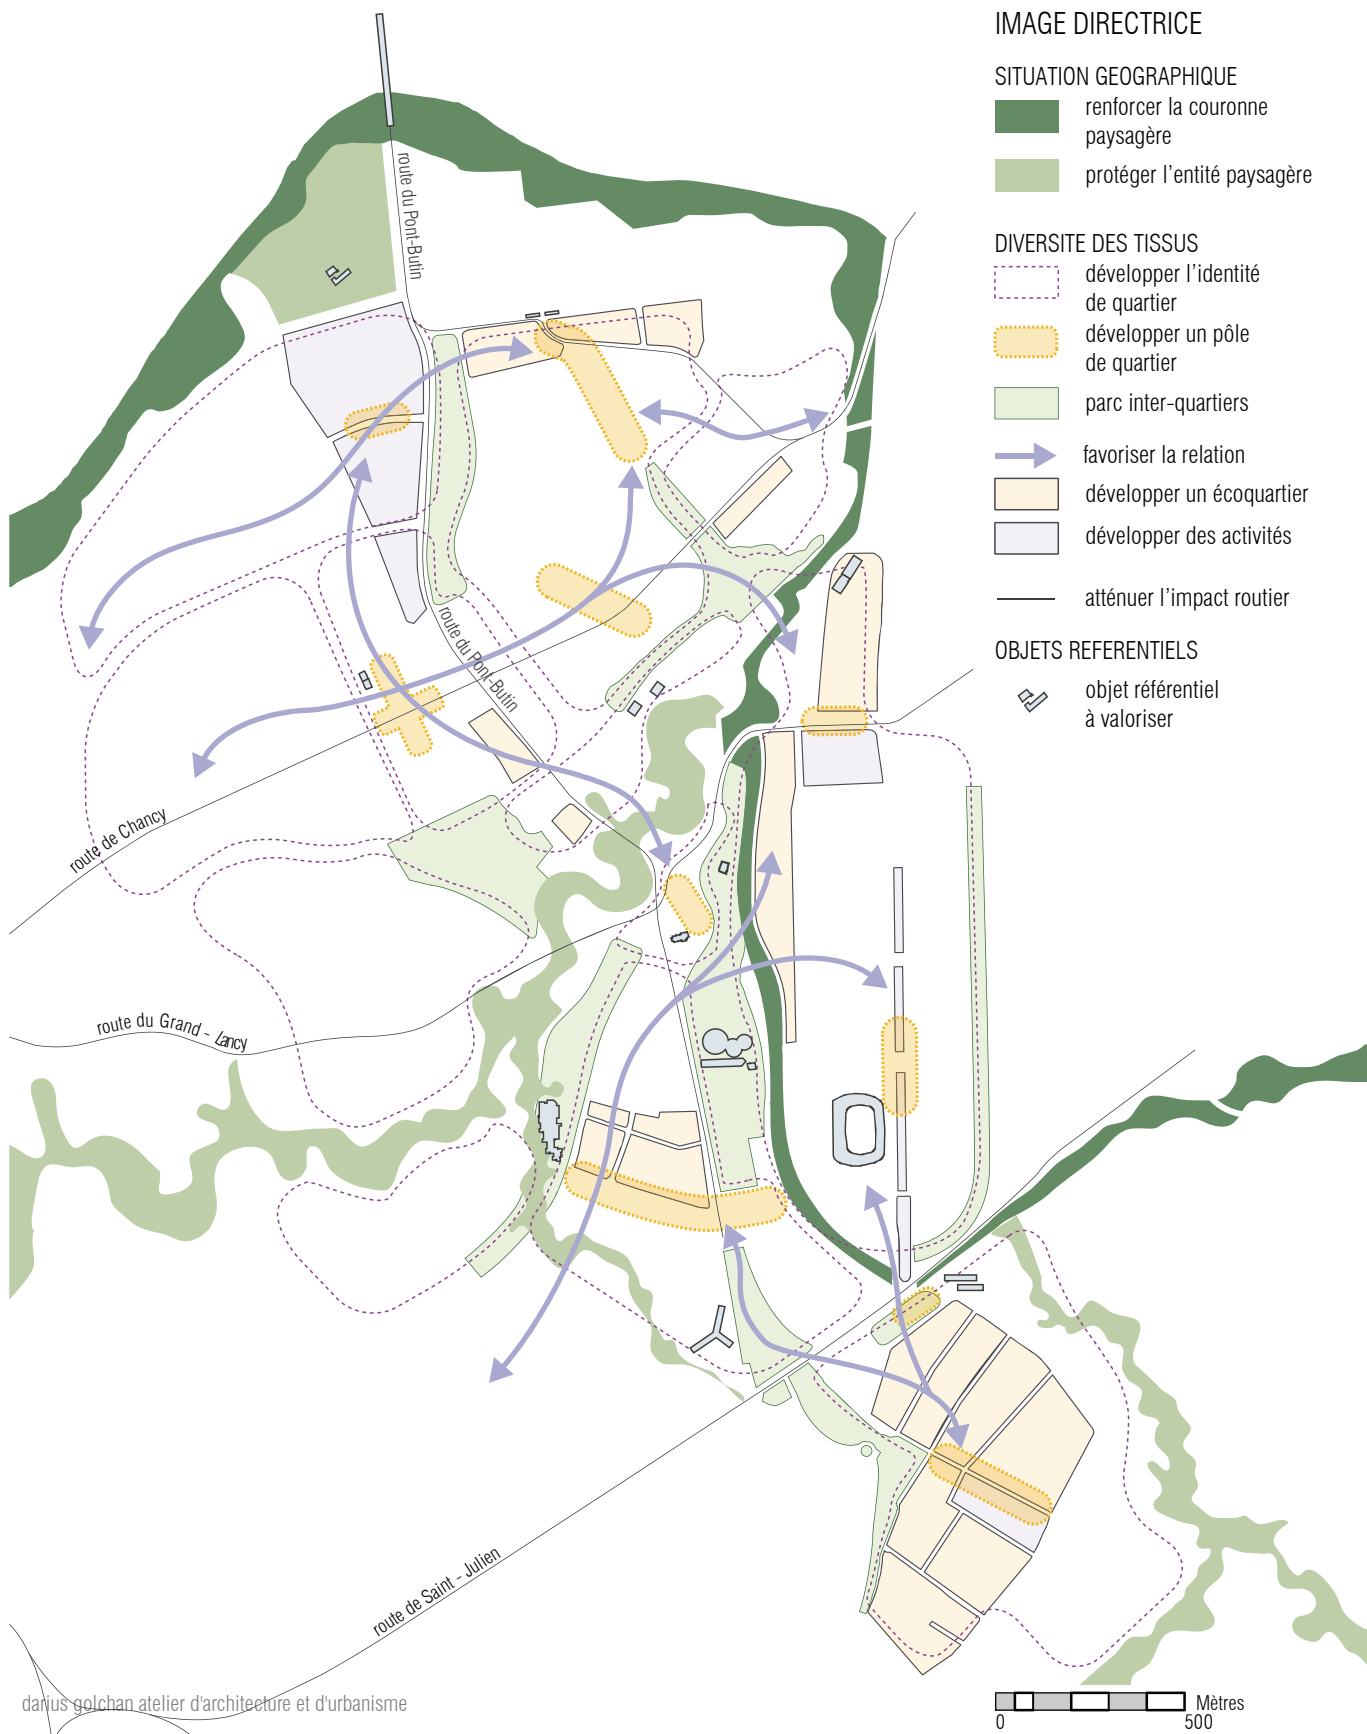 IMAGE DIRECTRICE
SITUATION GEOGRAPHIQUE
renforcer la couronne
paysagère
protéger l'entité paysagère
DIVERSITE DES TISSUS
développer l'identité
de quartier
développer un pôle
de quartier
parc inter-quartiers
favoriser la relation
développer un écoquartier
développer des activités
atténuer l'impact routier
OBJETS REFERENTIELS
objet référentiel
à valoriser
route du Pont-Butin
route du Pont-Butin
route de Chancy
route du Grand - Lancy
route de Saint - Julien
darius golchan atelier d'architecture et d'urbanisme
Mètres
0 500